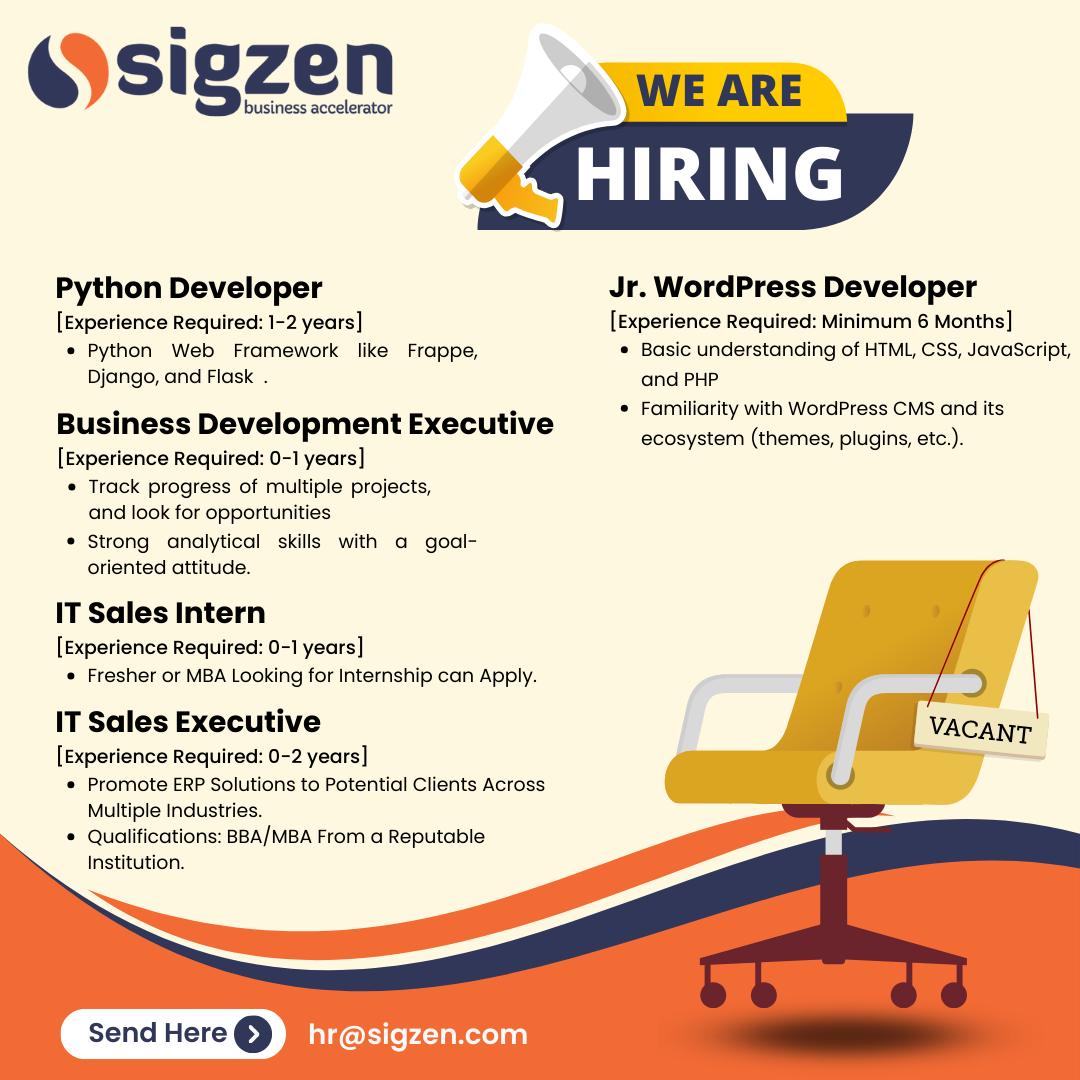 sigzen
business accelerator
WE ARE
HIRING
Python Developer
[Experience Required: 1-2 years]
• Python Web Framework like Frappe,
Django, and Flask .
Business Development Executive
[Experience Required: 0-1 years]
• Track progress of multiple projects,
and look for opportunities
• Strong analytical skills with a goal-
oriented attitude.
IT Sales Intern
[Experience Required: 0-1 years]
• Fresher or MBA Looking for Internship can Apply.
IT Sales Executive
[Experience Required: 0-2 years]
• Promote ERP Solutions to Potential Clients Across
Multiple Industries.
• Qualifications: BBA/MBA From a Reputable
Institution.
Jr. WordPress Developer
[Experience Required: Minimum 6 Months]
• Basic understanding of HTML, CSS, JavaScript,
and PHP
• Familiarity with WordPress CMS and its
ecosystem (themes, plugins, etc.).
VACANT
Send Here
hr@sigzen.com